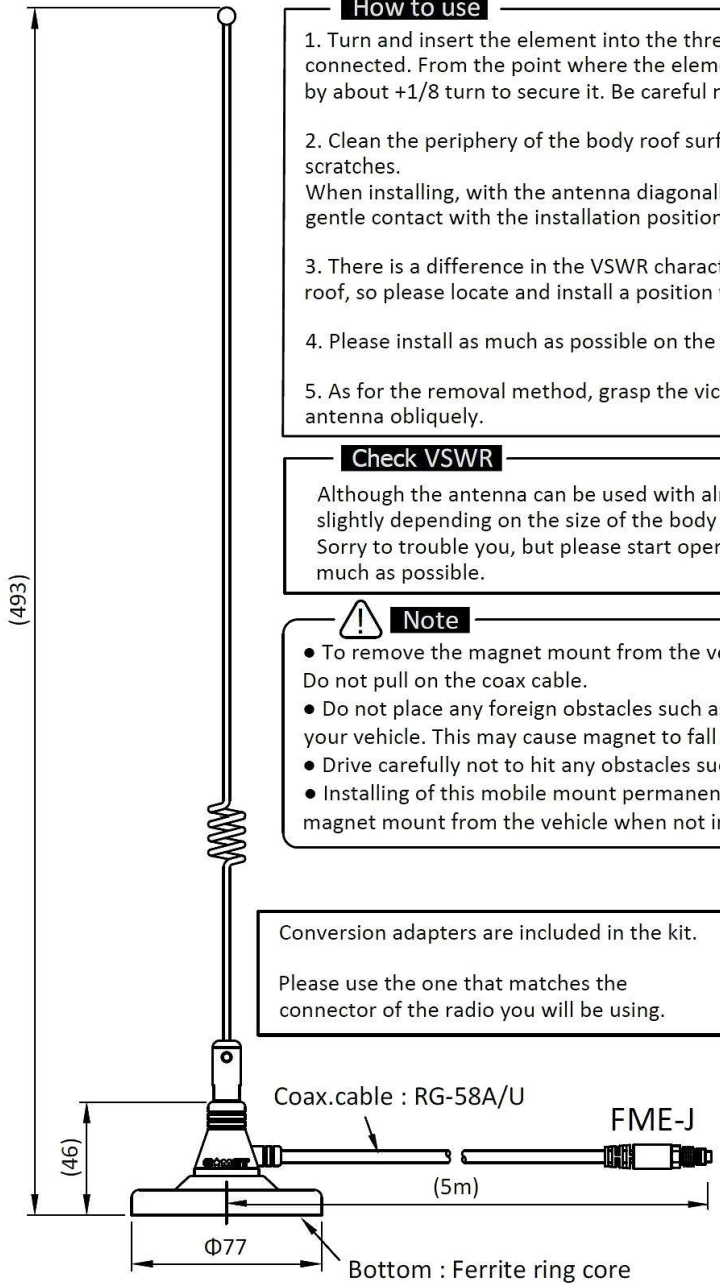 How to use
1. Turn and insert the element into the thre
connected. From the point where the elem
by about +1/8 turn to secure it. Be careful
2. Clean the periphery of the body roof sur
scratches.
When installing, with the antenna diagonal
gentle contact with the installation position
3. There is a difference in the VSWR charact
roof, so please locate and install a position
4. Please install as much as possible on the
5. As for the removal method, grasp the vic
antenna obliquely.
Check VSWR
Although the antenna can be used with al
slightly depending on the size of the body
Sorry to trouble you, but please start oper
much as possible.
Note
● To remove the magnet mount from the ve
Do not pull on the coax cable.
● Do not place any foreign obstacles such as
your vehicle. This may cause magnet to fall
● Drive carefully not to hit any obstacles suc
● Installing of this mobile mount permanen
magnet mount from the vehicle when not in
Conversion adapters are included in the kit.
Please use the one that matches the
connector of the radio you will be using.
(493)
Coax.cable : RG-58A/U
FME-J
(46)
COMET
(5m)
Φ77
Bottom : Ferrite ring core